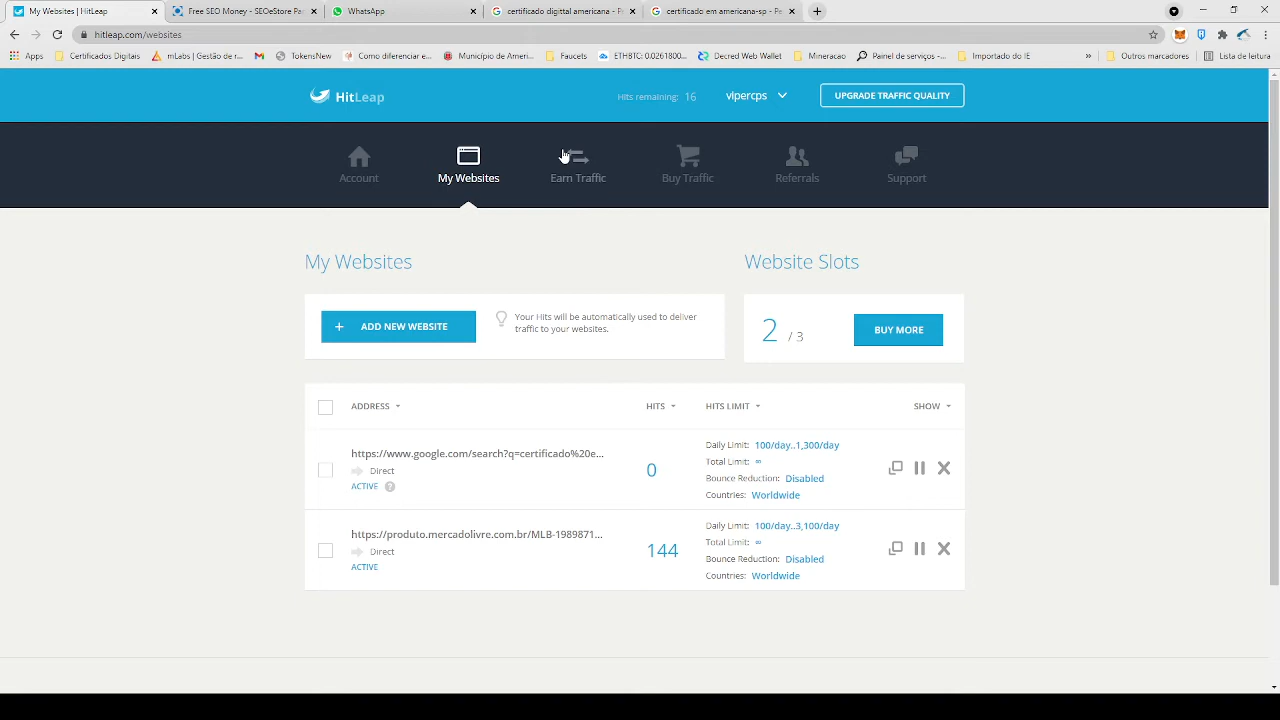 My Websites | HitLeap
Free SEO Money - SEOeStore Pa
WhatsApp
certificado digital americana - Pe
certificado em americana-sp - Pe
hitleap.com/websites
Apps
Certificados Digitais
mLabs | Gestão de r...
TokensNew
Como diferenciar e...
Município de Ameri...
Faucets
ETHBTC: 0.0261800...
Decred Web Wallet
Mineracao
Painel de serviços -...
Importado do IE
»
Outros marcadores
Lista de leitura
HitLeap
Hits remaining: 16
vipercps
UPGRADE TRAFFIC QUALITY
Account
My Websites
Earn Traffic
Buy Traffic
Referrals
Support
My Websites
Website Slots
+ ADD NEW WEBSITE
Your Hits will be automatically used to deliver
traffic to your websites.
2 / 3
BUY MORE
ADDRESS
HITS
HITS LIMIT
SHOW
https://www.google.com/search?q=certificado%20e...
Direct
ACTIVE ?
0
Daily Limit: 100/day..1,300/day
Total Limit: ∞
Bounce Reduction: Disabled
Countries: Worldwide
https://produto.mercadolivre.com.br/MLB-1989871...
Direct
ACTIVE
144
Daily Limit: 100/day..3,100/day
Total Limit: ∞
Bounce Reduction: Disabled
Countries: Worldwide